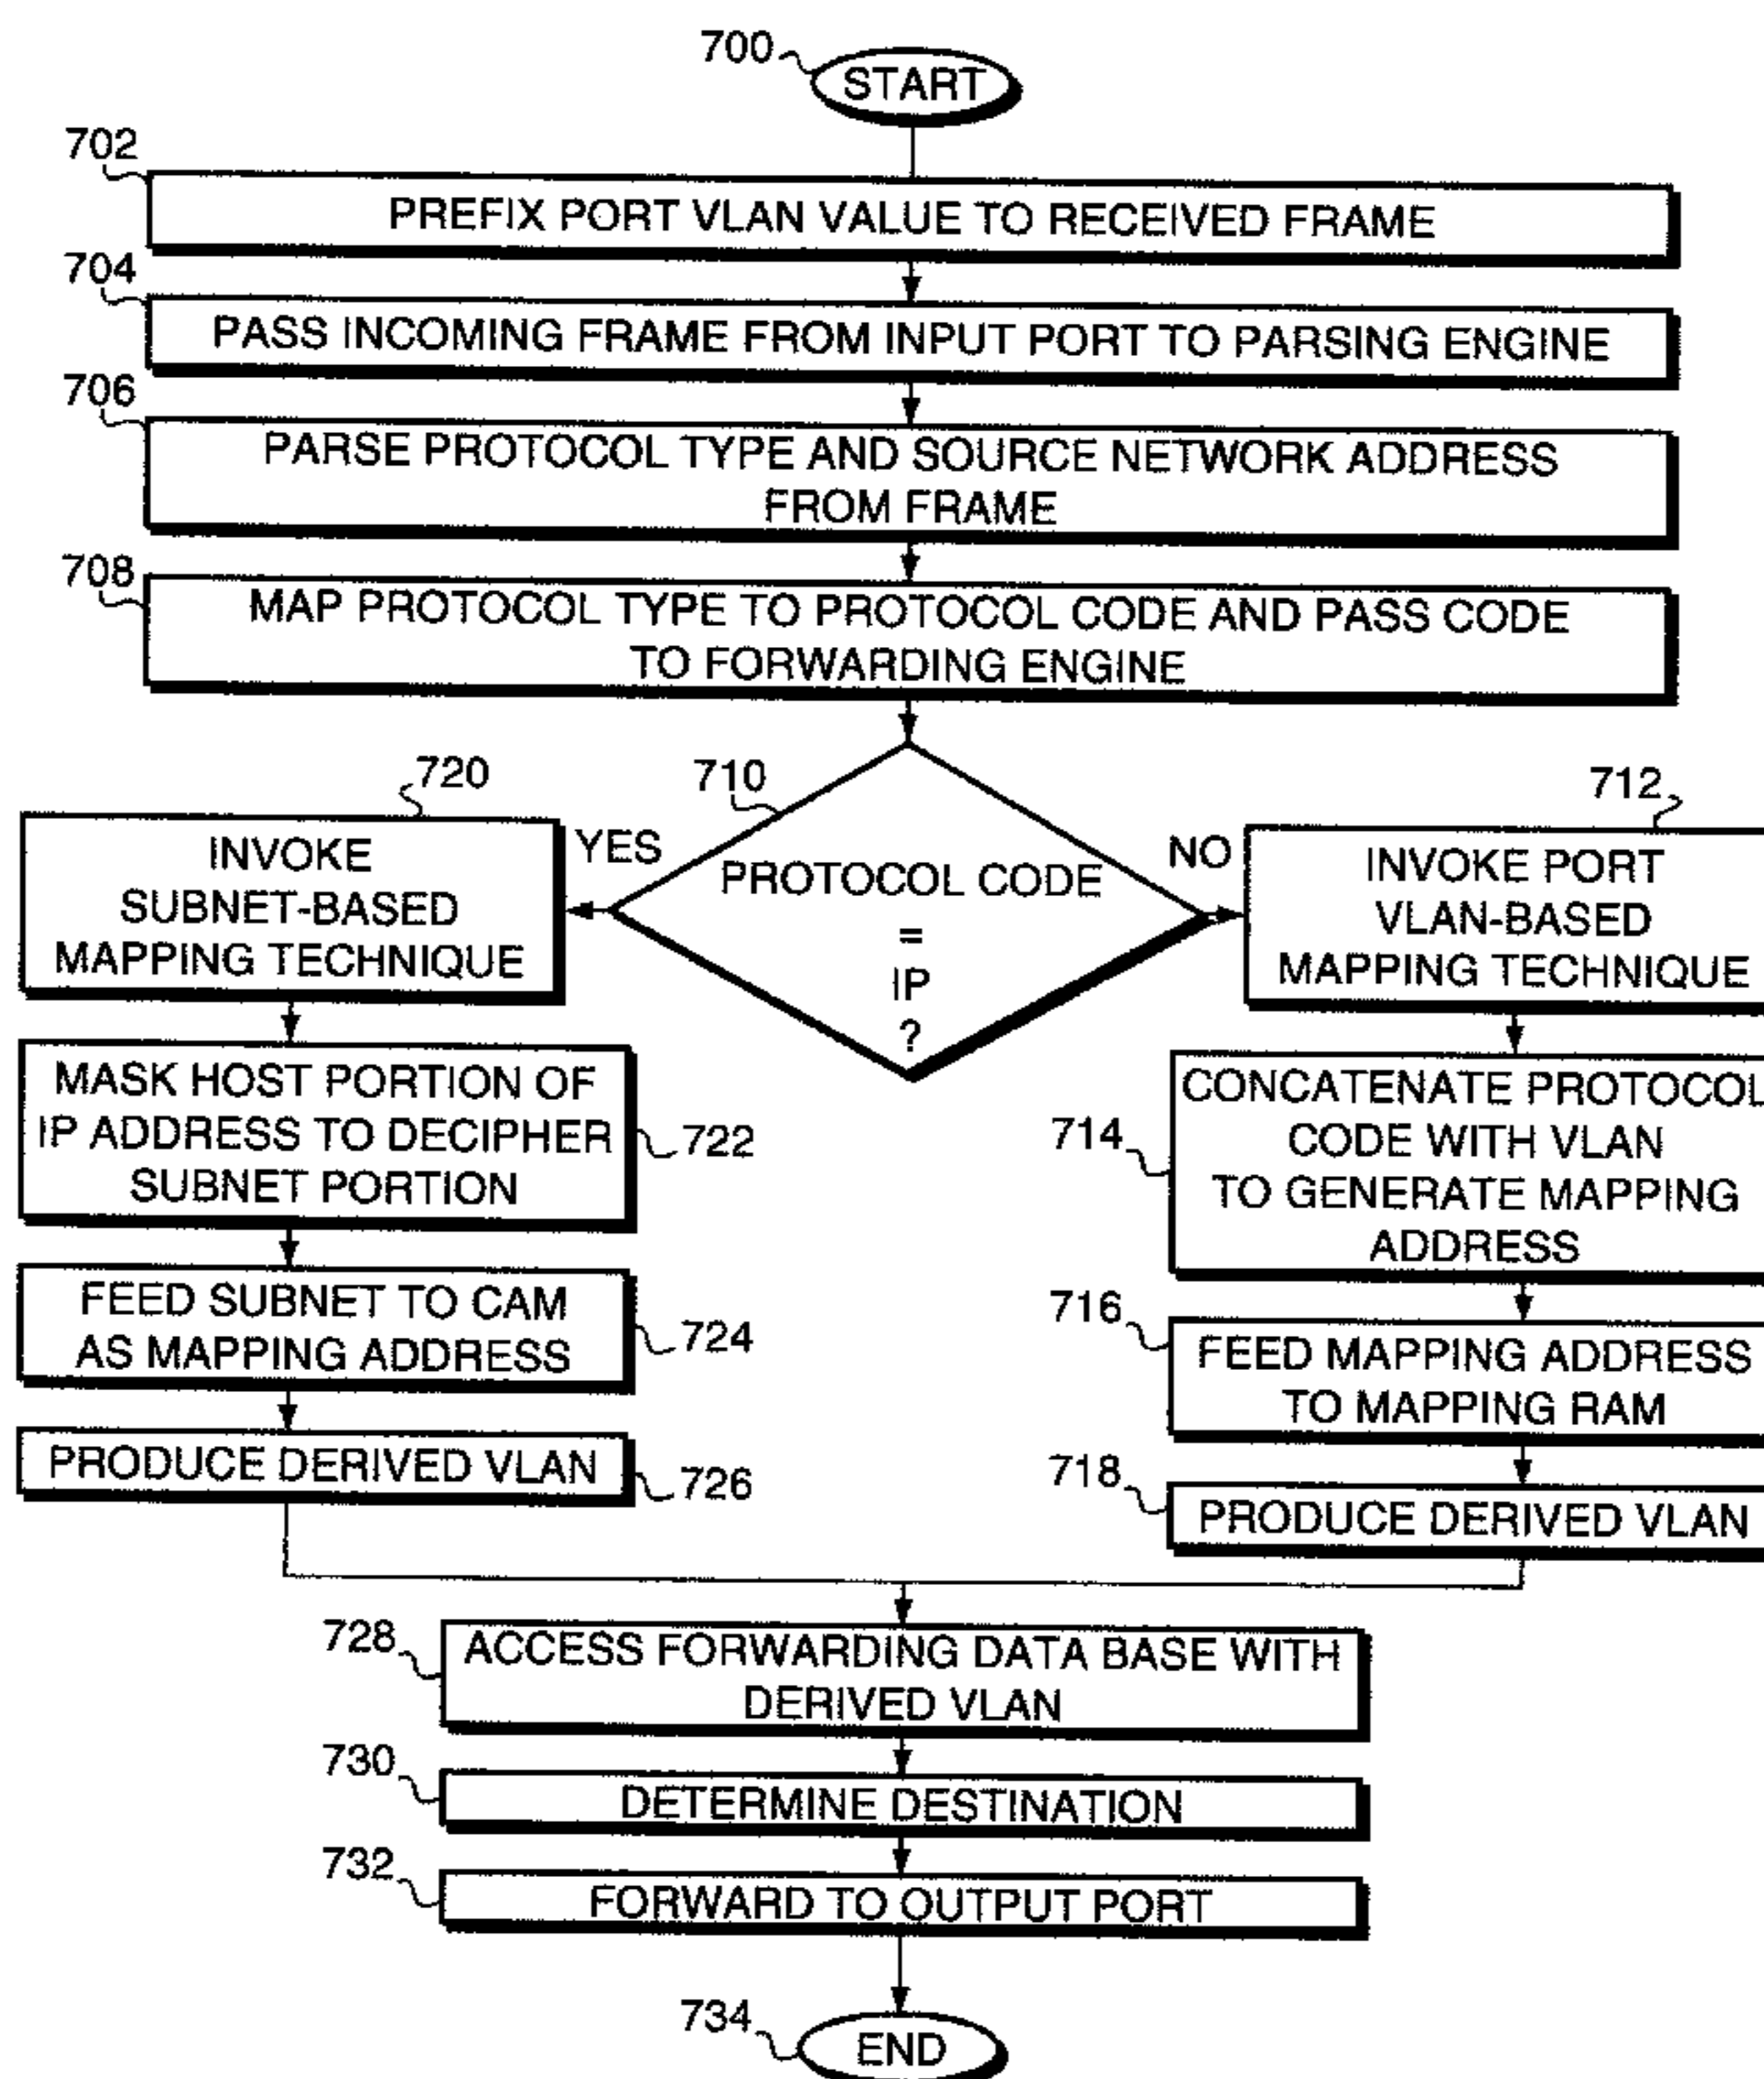 700
START
702
PREFIX PORT VLAN VALUE TO RECEIVED FRAME
704
PASS INCOMING FRAME FROM INPUT PORT TO PARSING ENGINE
706
PARSE PROTOCOL TYPE AND SOURCE NETWORK ADDRESS
FROM FRAME
708
MAP PROTOCOL TYPE TO PROTOCOL CODE AND PASS CODE
TO FORWARDING ENGINE
710
PROTOCOL CODE
=
IP
?
YES
NO
720
INVOKE
SUBNET-BASED
MAPPING TECHNIQUE
722
MASK HOST PORTION OF
IP ADDRESS TO DECIPHER
SUBNET PORTION
724
FEED SUBNET TO CAM
AS MAPPING ADDRESS
726
PRODUCE DERIVED VLAN
712
INVOKE PORT
VLAN-BASED
MAPPING TECHNIQUE
714
CONCATENATE PROTOCOL
CODE WITH VLAN
TO GENERATE MAPPING
ADDRESS
716
FEED MAPPING ADDRESS
TO MAPPING RAM
718
PRODUCE DERIVED VLAN
728
ACCESS FORWARDING DATA BASE WITH
DERIVED VLAN
730
DETERMINE DESTINATION
732
FORWARD TO OUTPUT PORT
734
END